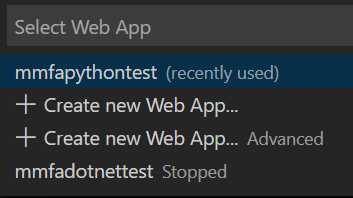 Select Web App
mmfapythontest (recently used)
+ Create new Web App...
+ Create new Web App... Advanced
mmfadotnettest Stopped